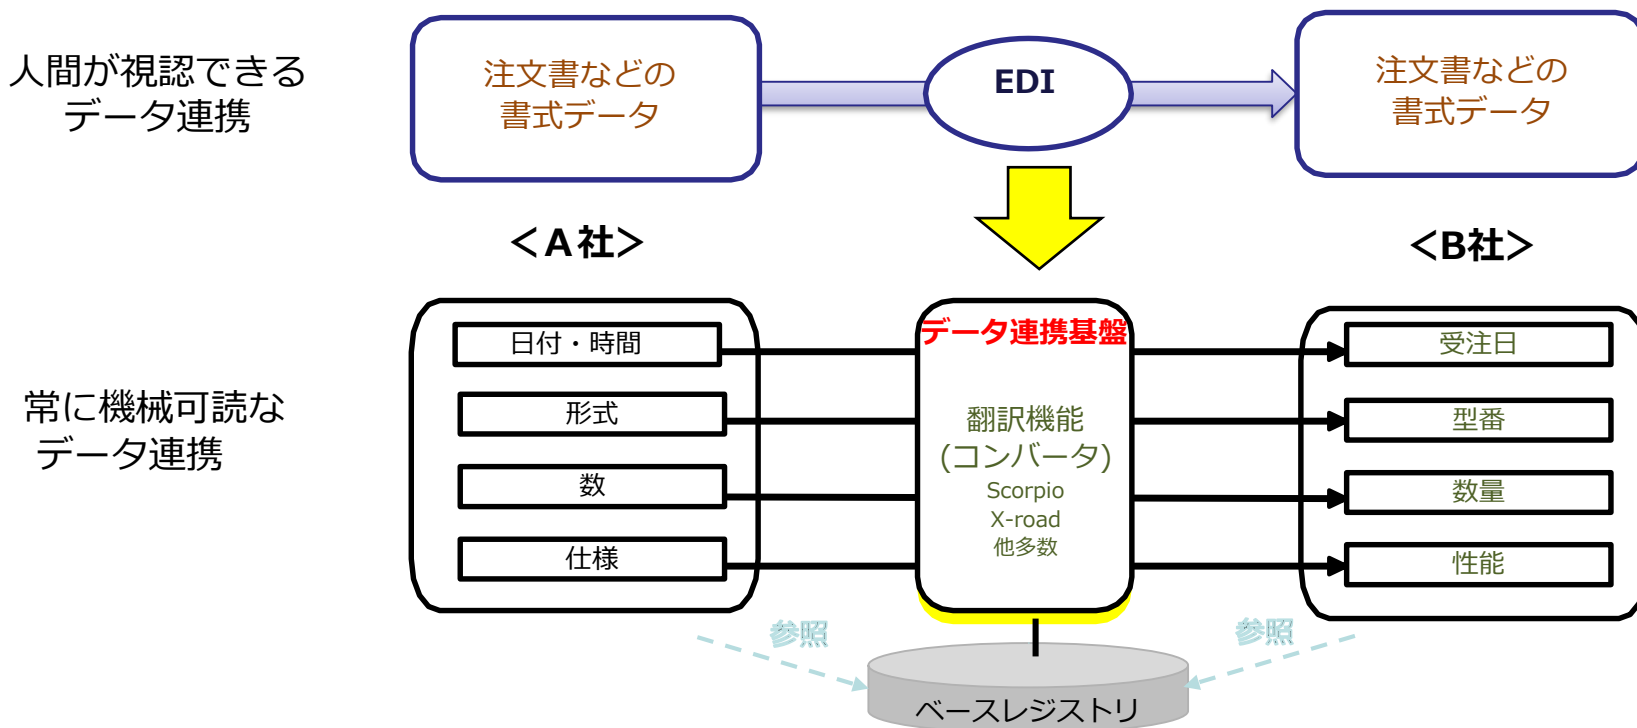 人間が視認できる
データ連携
注文書などの
書式データ
EDI
注文書などの
書式データ
＜A社＞
＜B社＞
常に機械可読な
データ連携
日付・時間
形式
数
仕様
データ連携基盤
翻訳機能
(コンバータ)
Scorpio
X-road
他多数
受注日
型番
数量
性能
参照
参照
ベースレジストリ